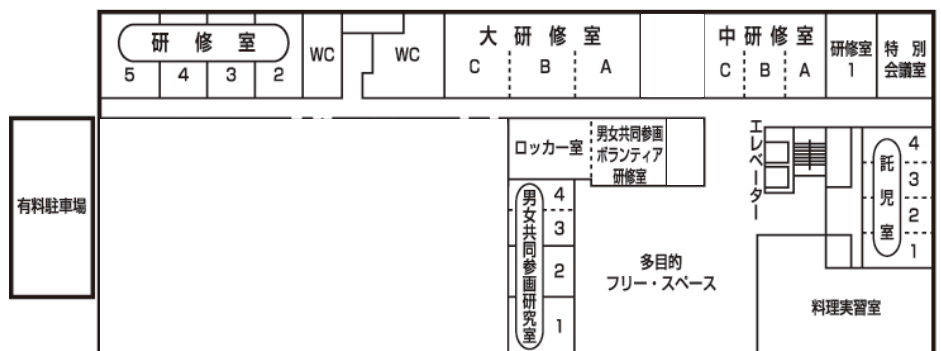 研修室
5 4 3 2
WC
WC
大研修室
C B A
中研修室
C B A
研修室
1
特別
会議室
有料駐車場
ロッカー室
男女共同参画
ボランティア
研修室
エレベーター
託児室
4
3
2
1
男女共同参画研究室
4
3
2
1
多目的
フリー・スペース
料理実習室